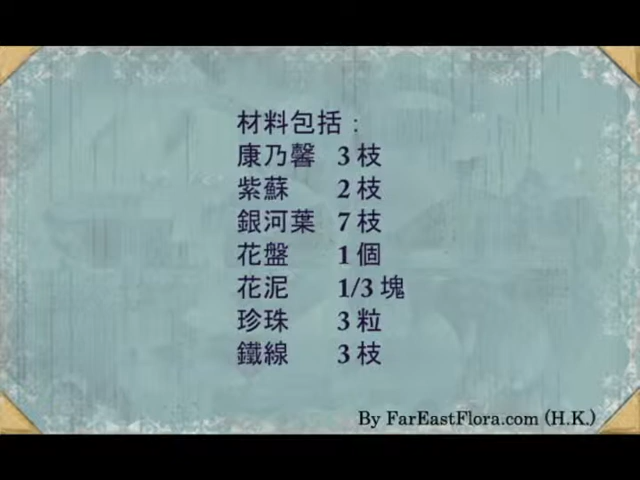 材料包括：
康乃馨 3 枝
紫蘇 2 枝
銀河葉 7 枝
花盤 1 個
花泥 1/3 塊
珍珠 3 粒
鐵線 3 枝
By FarEastFlora.com (H.K.)